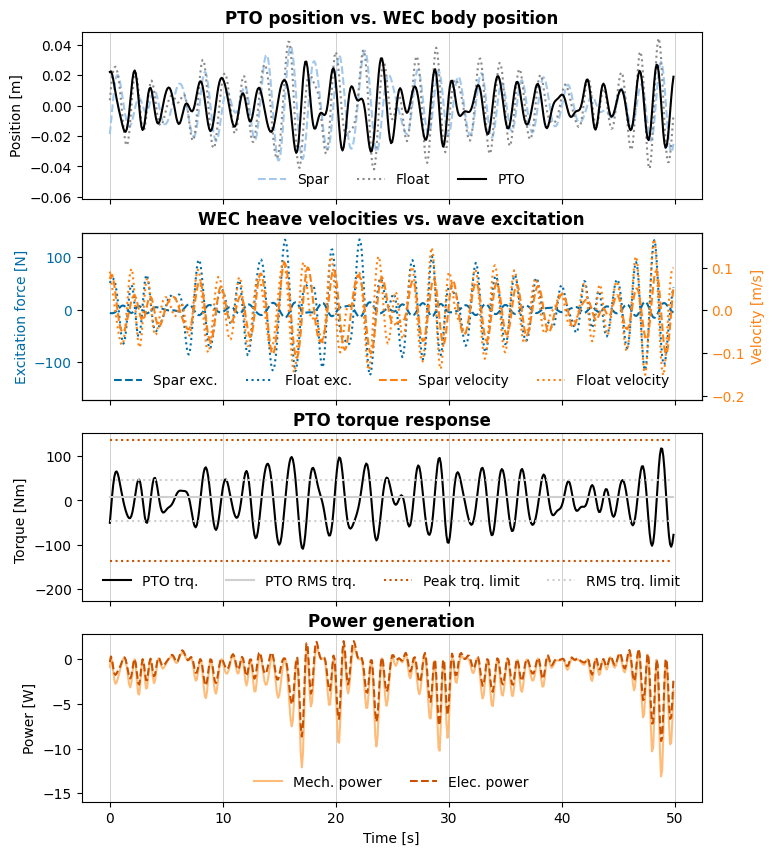 PTO position vs. WEC body position
0.04
0.02
0.00
−0.02
−0.04
−0.06
Position [m]
Spar Float PTO
WEC heave velocities vs. wave excitation
100
0
−100
Excitation force [N]
0.1
0.0
−0.1
−0.2
Velocity [m/s]
Spar exc. Float exc. Spar velocity Float velocity
PTO torque response
100
0
−100
−200
Torque [Nm]
PTO trq. PTO RMS trq. Peak trq. limit RMS trq. limit
Power generation
0
−5
−10
−15
Power [W]
Mech. power Elec. power
0 10 20 30 40 50
Time [s]